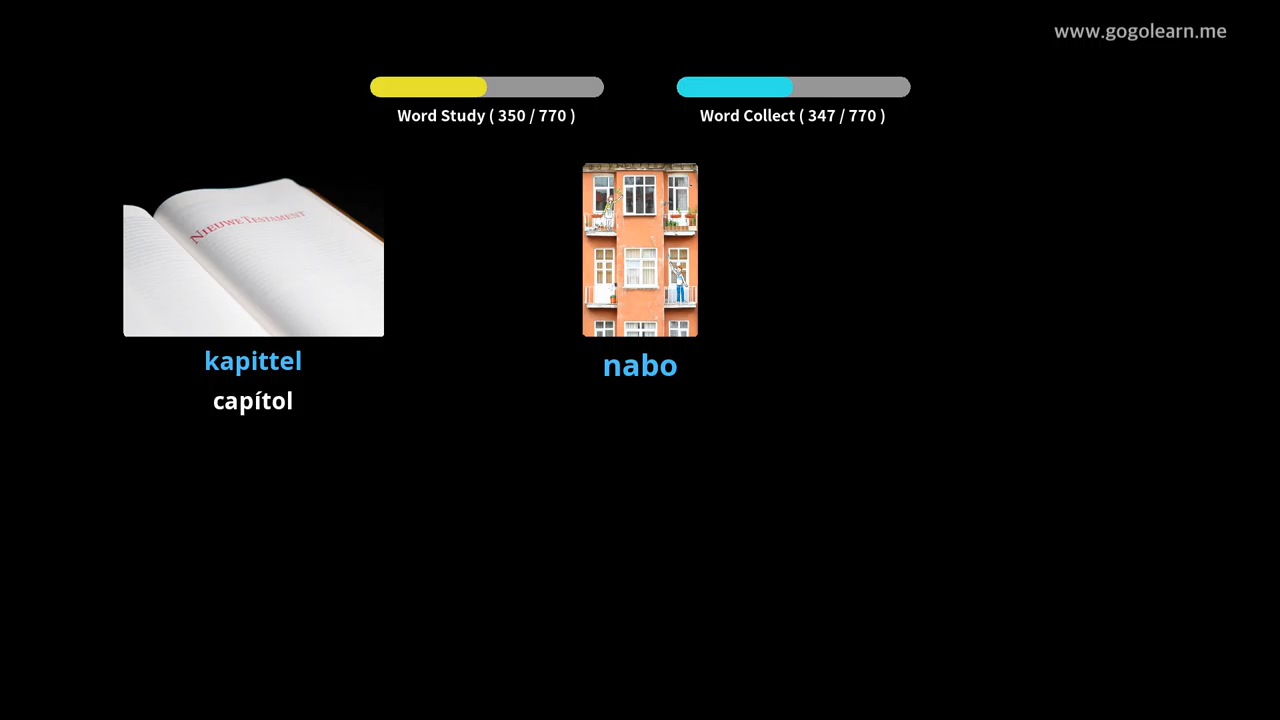 www.gogolearn.me
Word Study ( 350 / 770 )
Word Collect ( 347 / 770 )
NIEUWE TESTAMENT
kapittel
capítol
nabo